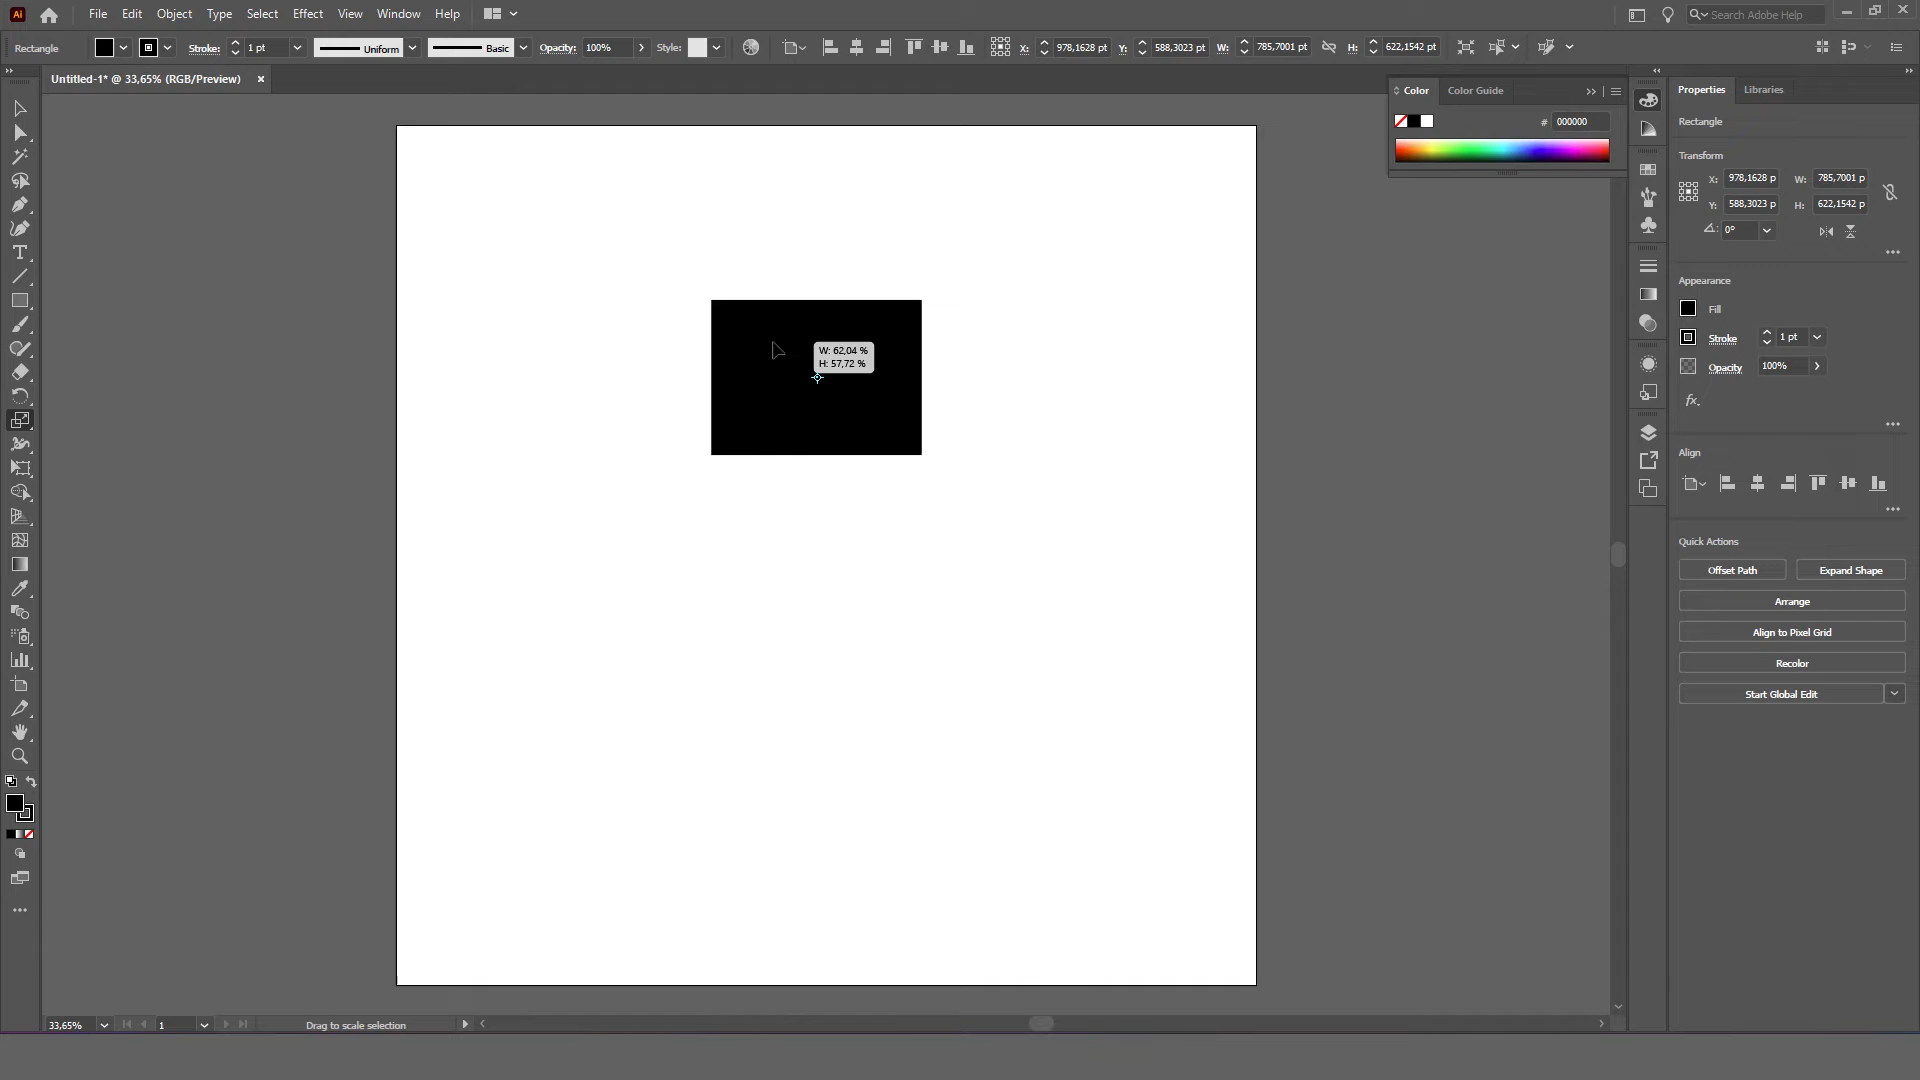 Ai
File
Edit
Object
Type
Select
Effect
View
Window
Help
Search Adobe Help
Rectangle
Stroke:
1 pt
Uniform
Basic
Opacity:
100%
Style:
X:
978,1628 pt
Y:
588,3023 pt
W:
785,7001 pt
H:
622,1542 pt
Untitled-1* @ 33,65% (RGB/Preview)
Color
Color Guide
#
000000
Properties
Libraries
Rectangle
Transform
X:
978,1628 p
W:
785,7001 p
Y:
588,3023 p
H:
622,1542 p
0°
Appearance
Fill
Stroke
1 pt
Opacity
100%
fx.
Align
Quick Actions
Offset Path
Expand Shape
Arrange
Align to Pixel Grid
Recolor
Start Global Edit
W: 62,04 %
H: 57,72 %
T
33,65%
1
Drag to scale selection